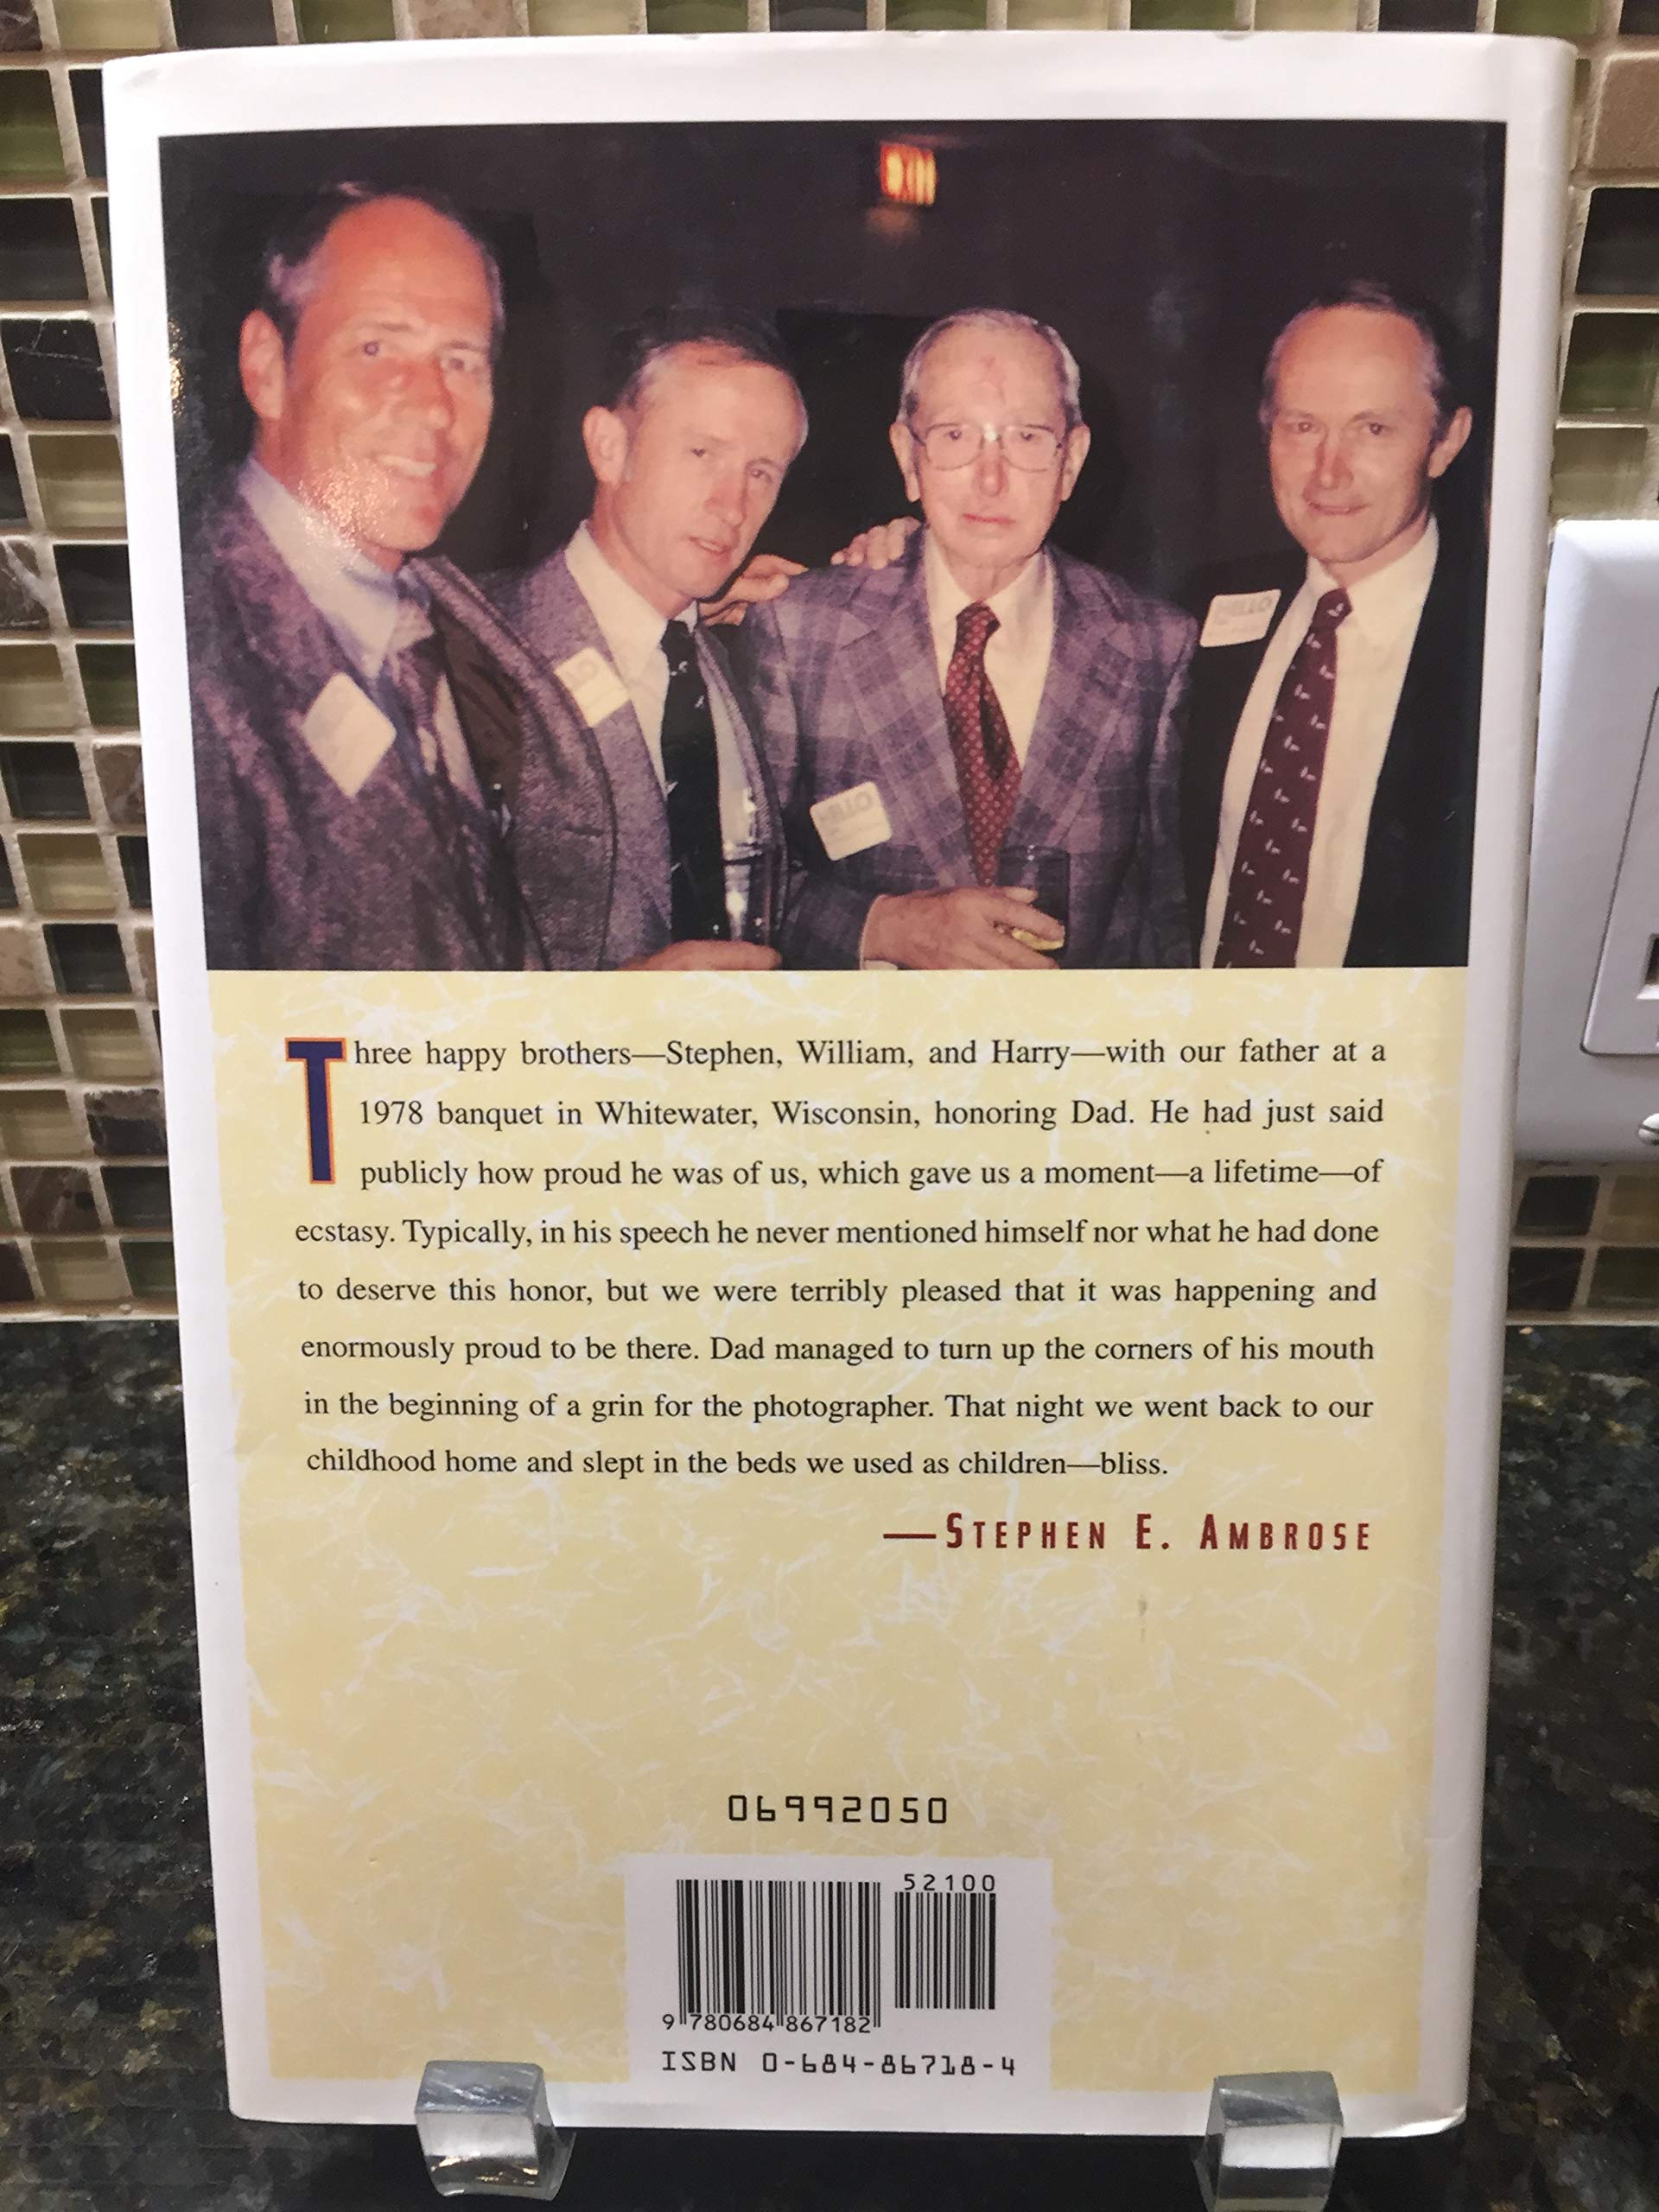 EXIT
HELLO
HELLO
Three happy brothers—Stephen, William, and Harry—with our father at a
1978 banquet in Whitewater, Wisconsin, honoring Dad. He had just said
publicly how proud he was of us, which gave us a moment—a lifetime—of
ecstasy. Typically, in his speech he never mentioned himself nor what he had done
to deserve this honor, but we were terribly pleased that it was happening and
enormously proud to be there. Dad managed to turn up the corners of his mouth
in the beginning of a grin for the photographer. That night we went back to our
childhood home and slept in the beds we used as children—bliss.
—STEPHEN E. AMBROSE
06992050
52100
9 780684 867182
ISBN 0-684-86718-4